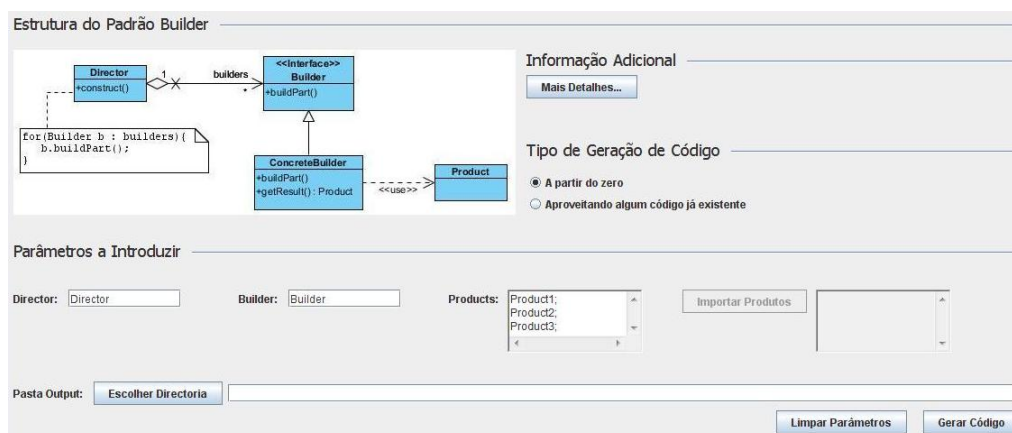 Estrutura do Padrão Builder
Director
+construct()
1
builders
*
<<Interface>>
Builder
+buildPart()
for(Builder b : builders){
b.buildPart();
}
ConcreteBuilder
+buildPart()
+getResult() : Product
<<use>>
Product
Informação Adicional
Mais Detalhes...
Tipo de Geração de Código
A partir do zero
Aproveitando algum código já existente
Parâmetros a Introduzir
Director: Director
Builder: Builder
Products: Product1;
Product2;
Product3;
Importar Produtos
Pasta Output: Escolher Directoria
Limpar Parâmetros Gerar Código